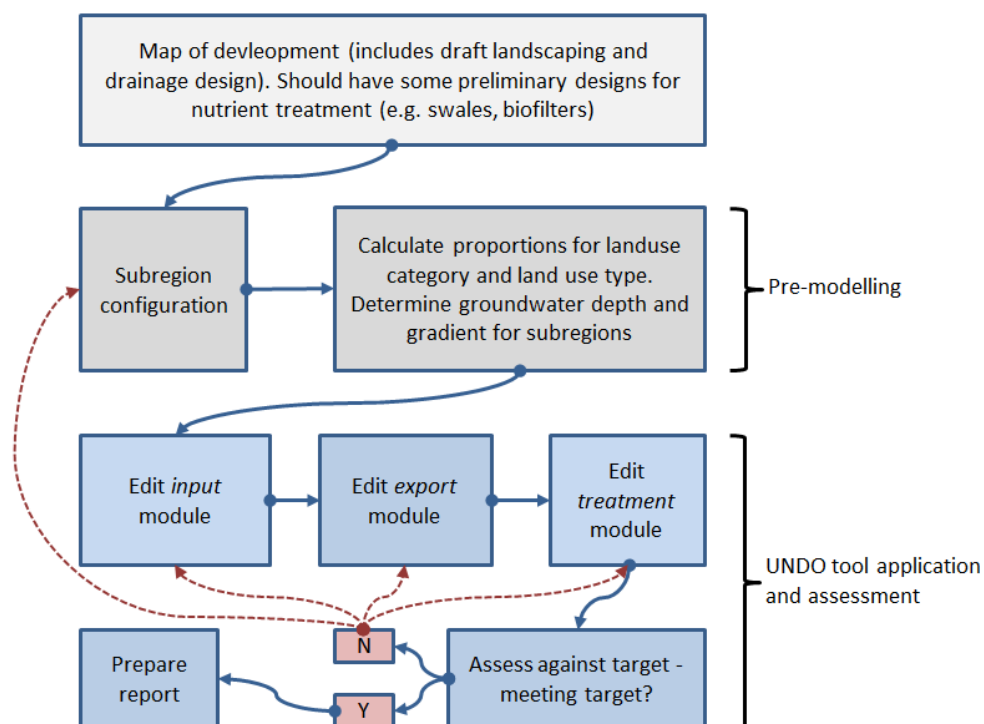 Map of devleopment (includes draft landscaping and
drainage design). Should have some preliminary designs for
nutrient treatment (e.g. swales, biofilters)
Subregion
configuration
Calculate proportions for landuse
category and land use type.
Determine groundwater depth and
gradient for subregions
Pre-modelling
Edit input
module
Edit export
module
Edit
treatment
module
UNDO tool application
and assessment
N
Prepare
report
Assess against target -
meeting target?
Y